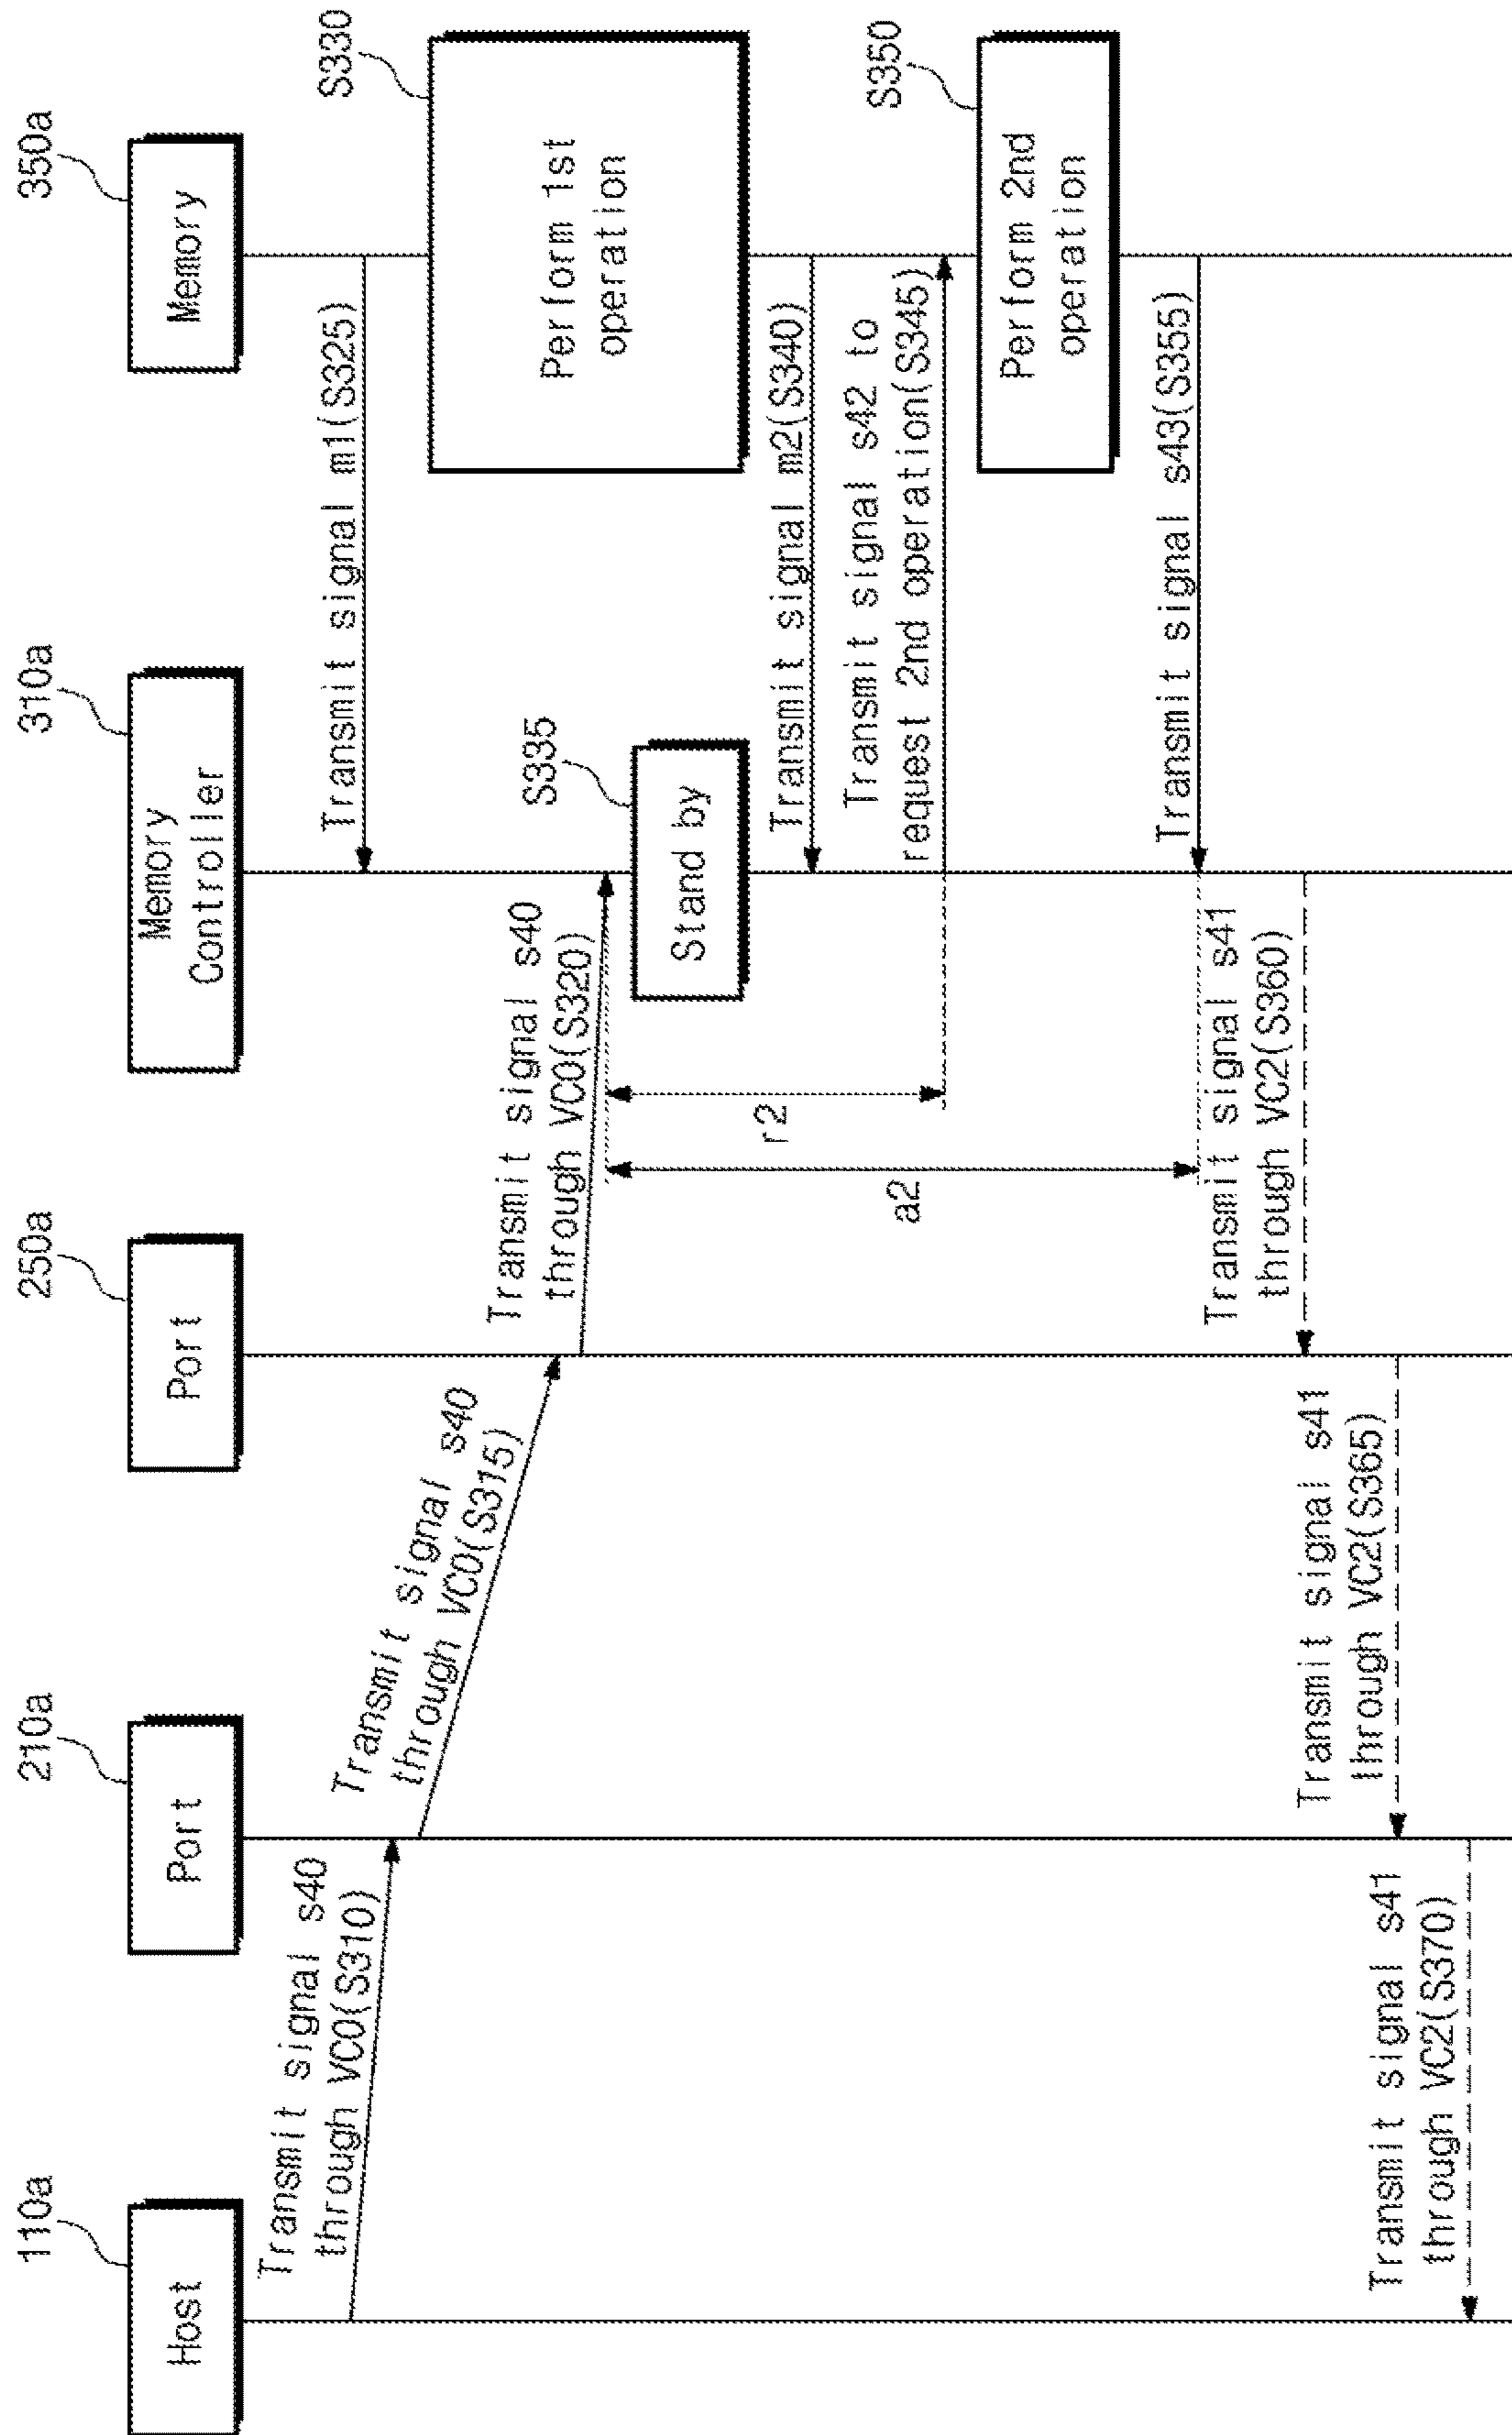 110a
210a
250a
310a
350a
Host
Port
Port
Memory
Controller
Memory
Transmit signal s40
through VC0(S310)
Transmit signal s40
through VC0(S315)
Transmit signal s40
through VC0(S320)
Transmit signal m1(S325)
S330
Perform 1st
operation
S335
Stand by
Transmit signal m2(S340)
Transmit signal s42 to
request 2nd operation(S345)
r2
a2
S350
Perform 2nd
operation
Transmit signal s43(S355)
Transmit signal s41
through VC2(S360)
Transmit signal s41
through VC2(S365)
Transmit signal s41
through VC2(S370)